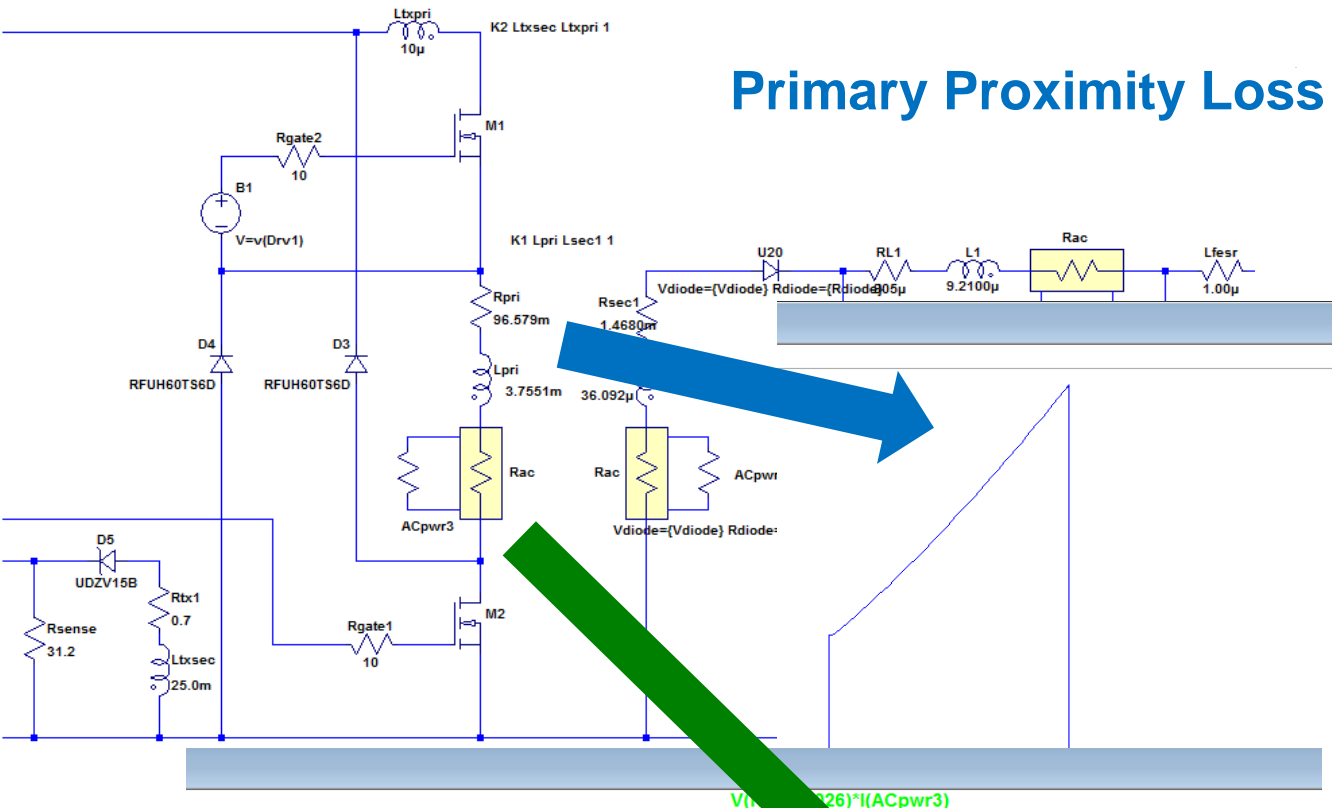 Ltxpri
10µ
K2 Ltxsec Ltxpri 1
Primary Proximity Loss
M1
Rgate2
10
B1
V=v(Drv1)
K1 Lpri Lsec1 1
U20
Vdiode={Vdiode} Rdiode={Rdiode}
RL1
L1
9.2100µ
Rac
Lfesr
1.00µ
Rpri
96.579m
Rsec1
1.4680m
D4
RFUH60TS6D
D3
RFUH60TS6D
Lpri
3.7551m
36.092µ
Rac
ACpwr3
Rac
Vdiode={Vdiode} Rdiode=
D5
UDZV15B
Rtx1
0.7
Rsense
31.2
Ltxsec
25.0m
Rgate1
10
M2
26)*I(ACpwr3)